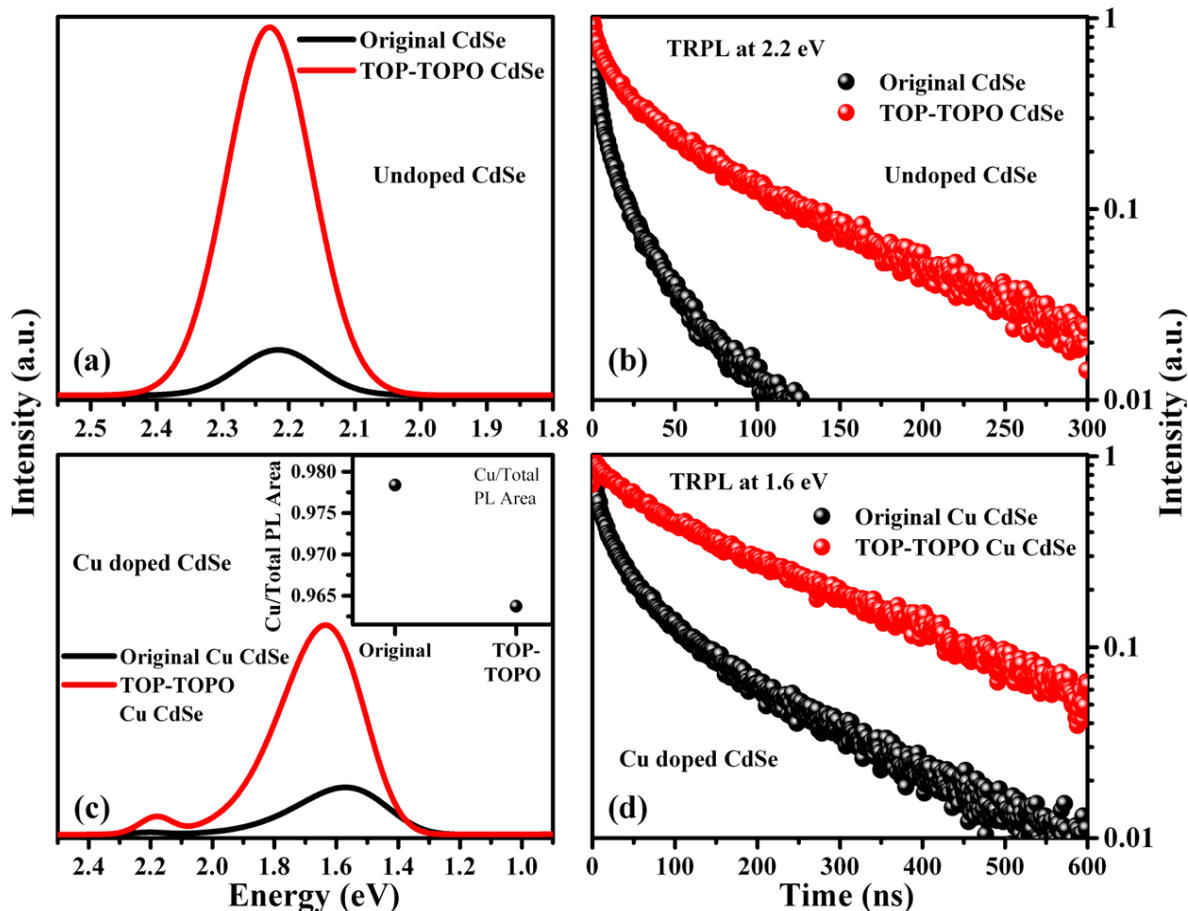 Original CdSe
TOP-TOPO CdSe
Undoped CdSe
(a)
2.5 2.4 2.3 2.2 2.1 2.0 1.9 1.8
TRPL at 2.2 eV
Original CdSe
TOP-TOPO CdSe
Undoped CdSe
(b)
1
0.1
0.01
0 50 100 150 200 250 300
Intensity (a.u.)
Intensity (a.u.)
Cu doped CdSe
Cu/Total PL Area
0.980
0.975
0.970
0.965
Cu/Total
PL Area
Original
TOP-
TOPO
Original Cu CdSe
TOP-TOPO
Cu CdSe
(c)
2.4 2.2 2.0 1.8 1.6 1.4 1.2 1.0
Energy (eV)
TRPL at 1.6 eV
Original Cu CdSe
TOP-TOPO Cu CdSe
Cu doped CdSe
(d)
1
0.1
0.01
0 100 200 300 400 500 600
Time (ns)